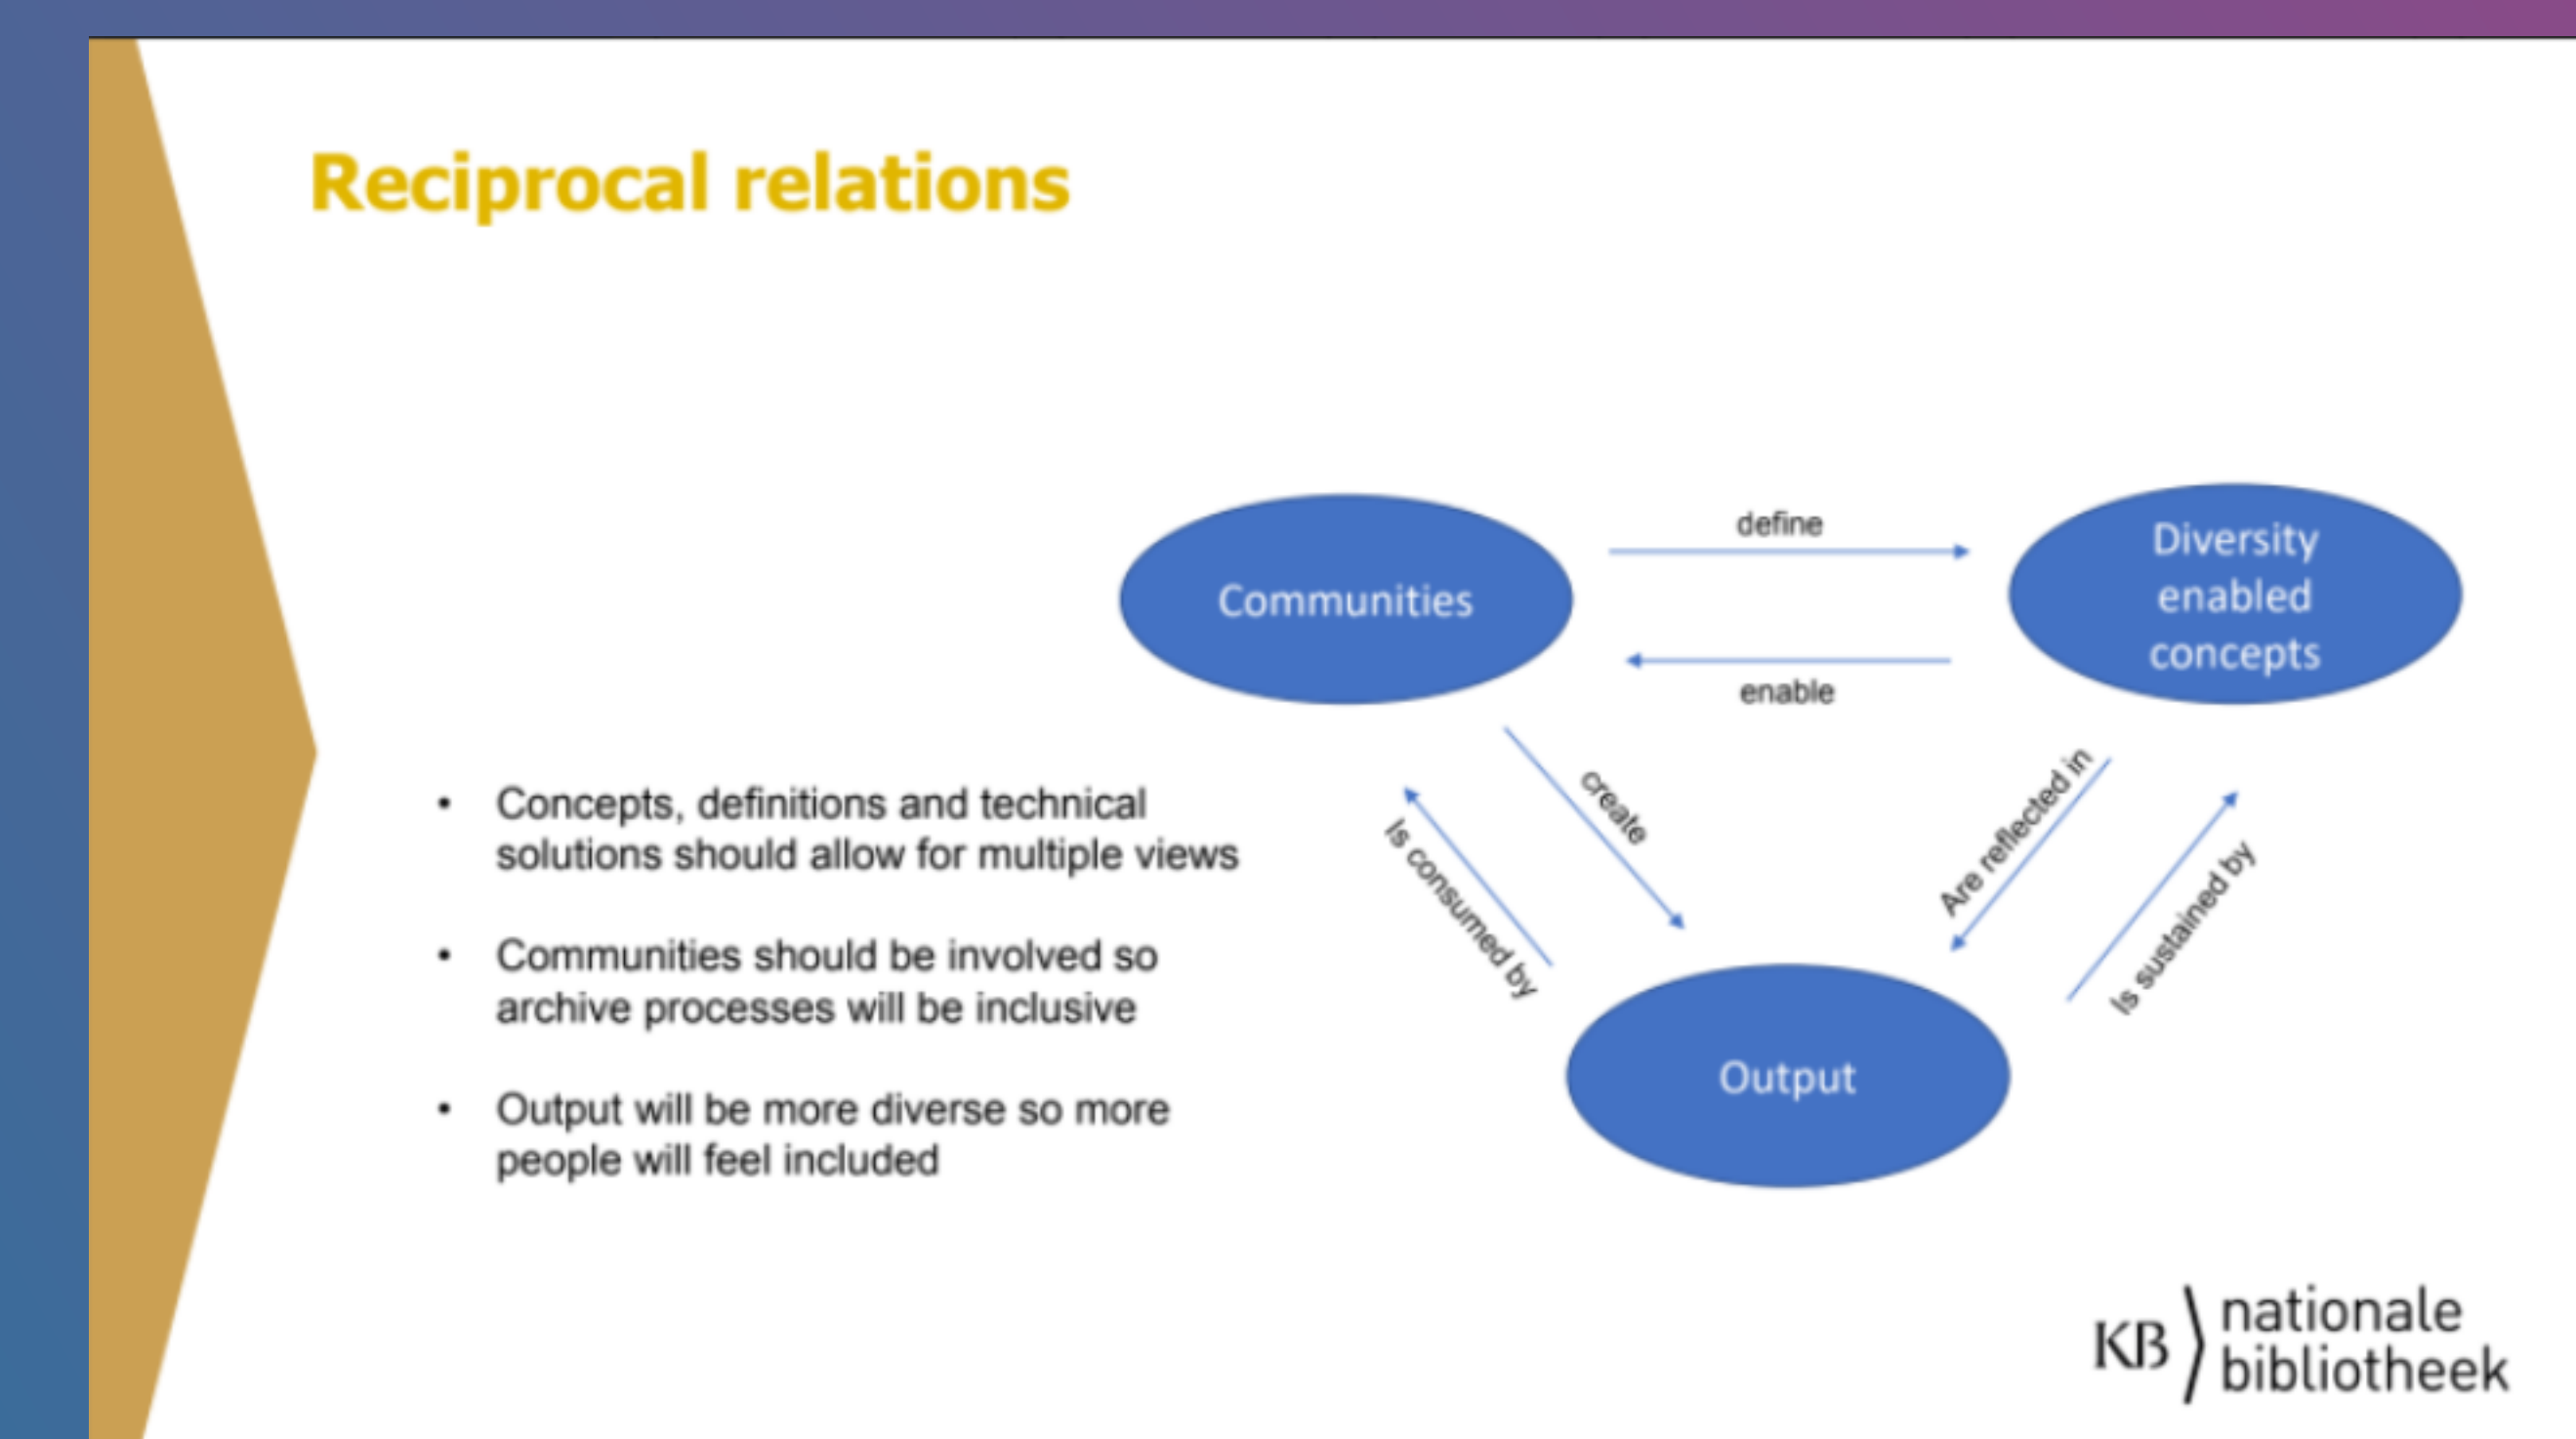 Reciprocal relations
Communities
define
enable
Diversity
enabled
concepts
create
Is consumed by
Are reflected in
Is sustained by
Output
• Concepts, definitions and technical
solutions should allow for multiple views
• Communities should be involved so
archive processes will be inclusive
• Output will be more diverse so more
people will feel included
KB
nationale
bibliotheek